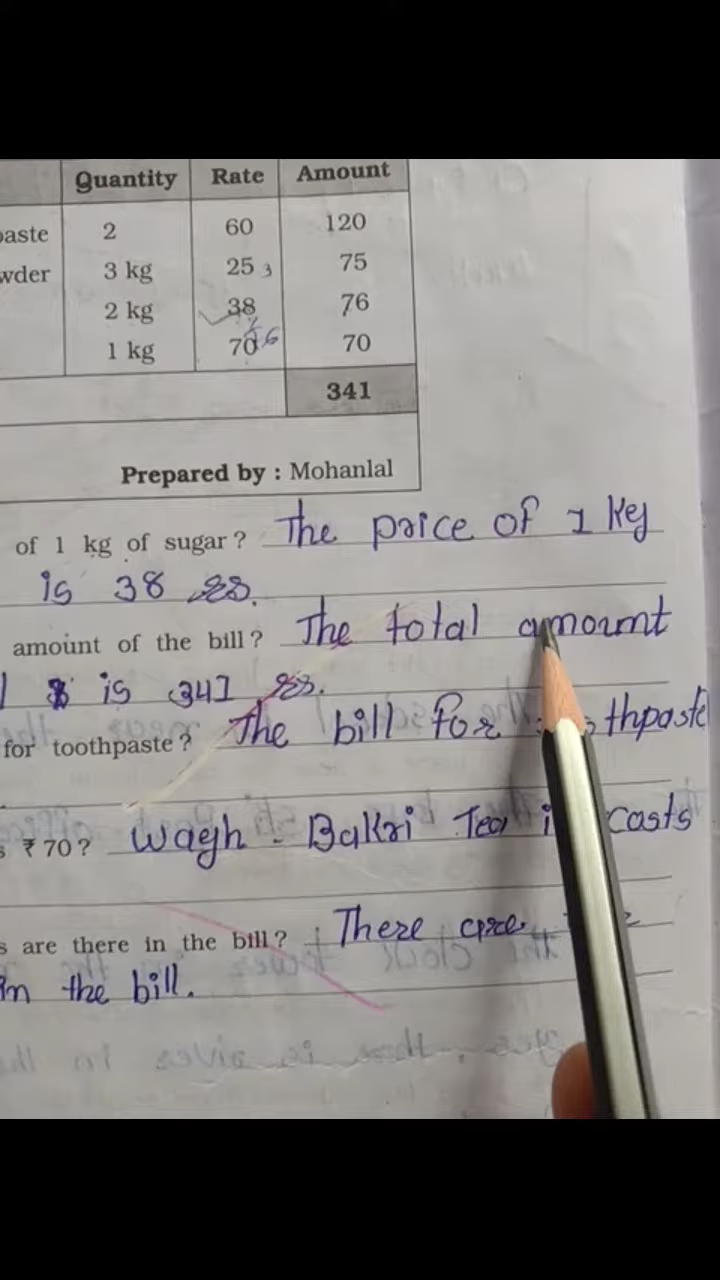 Quantity Rate Amount
paste 2 60 120
wder 3 kg 25 3 75
2 kg 38 76
1 kg 70 70
341
Prepared by : Mohanlal
of 1 kg of sugar? The price of 1 kg
is 38 rs.
amount of the bill? The total amount
is 341 rs.
for toothpaste? The bill for thpaste
s ₹ 70? Wagh - Bakri Tea costs
s are there in the bill? There are
in the bill.